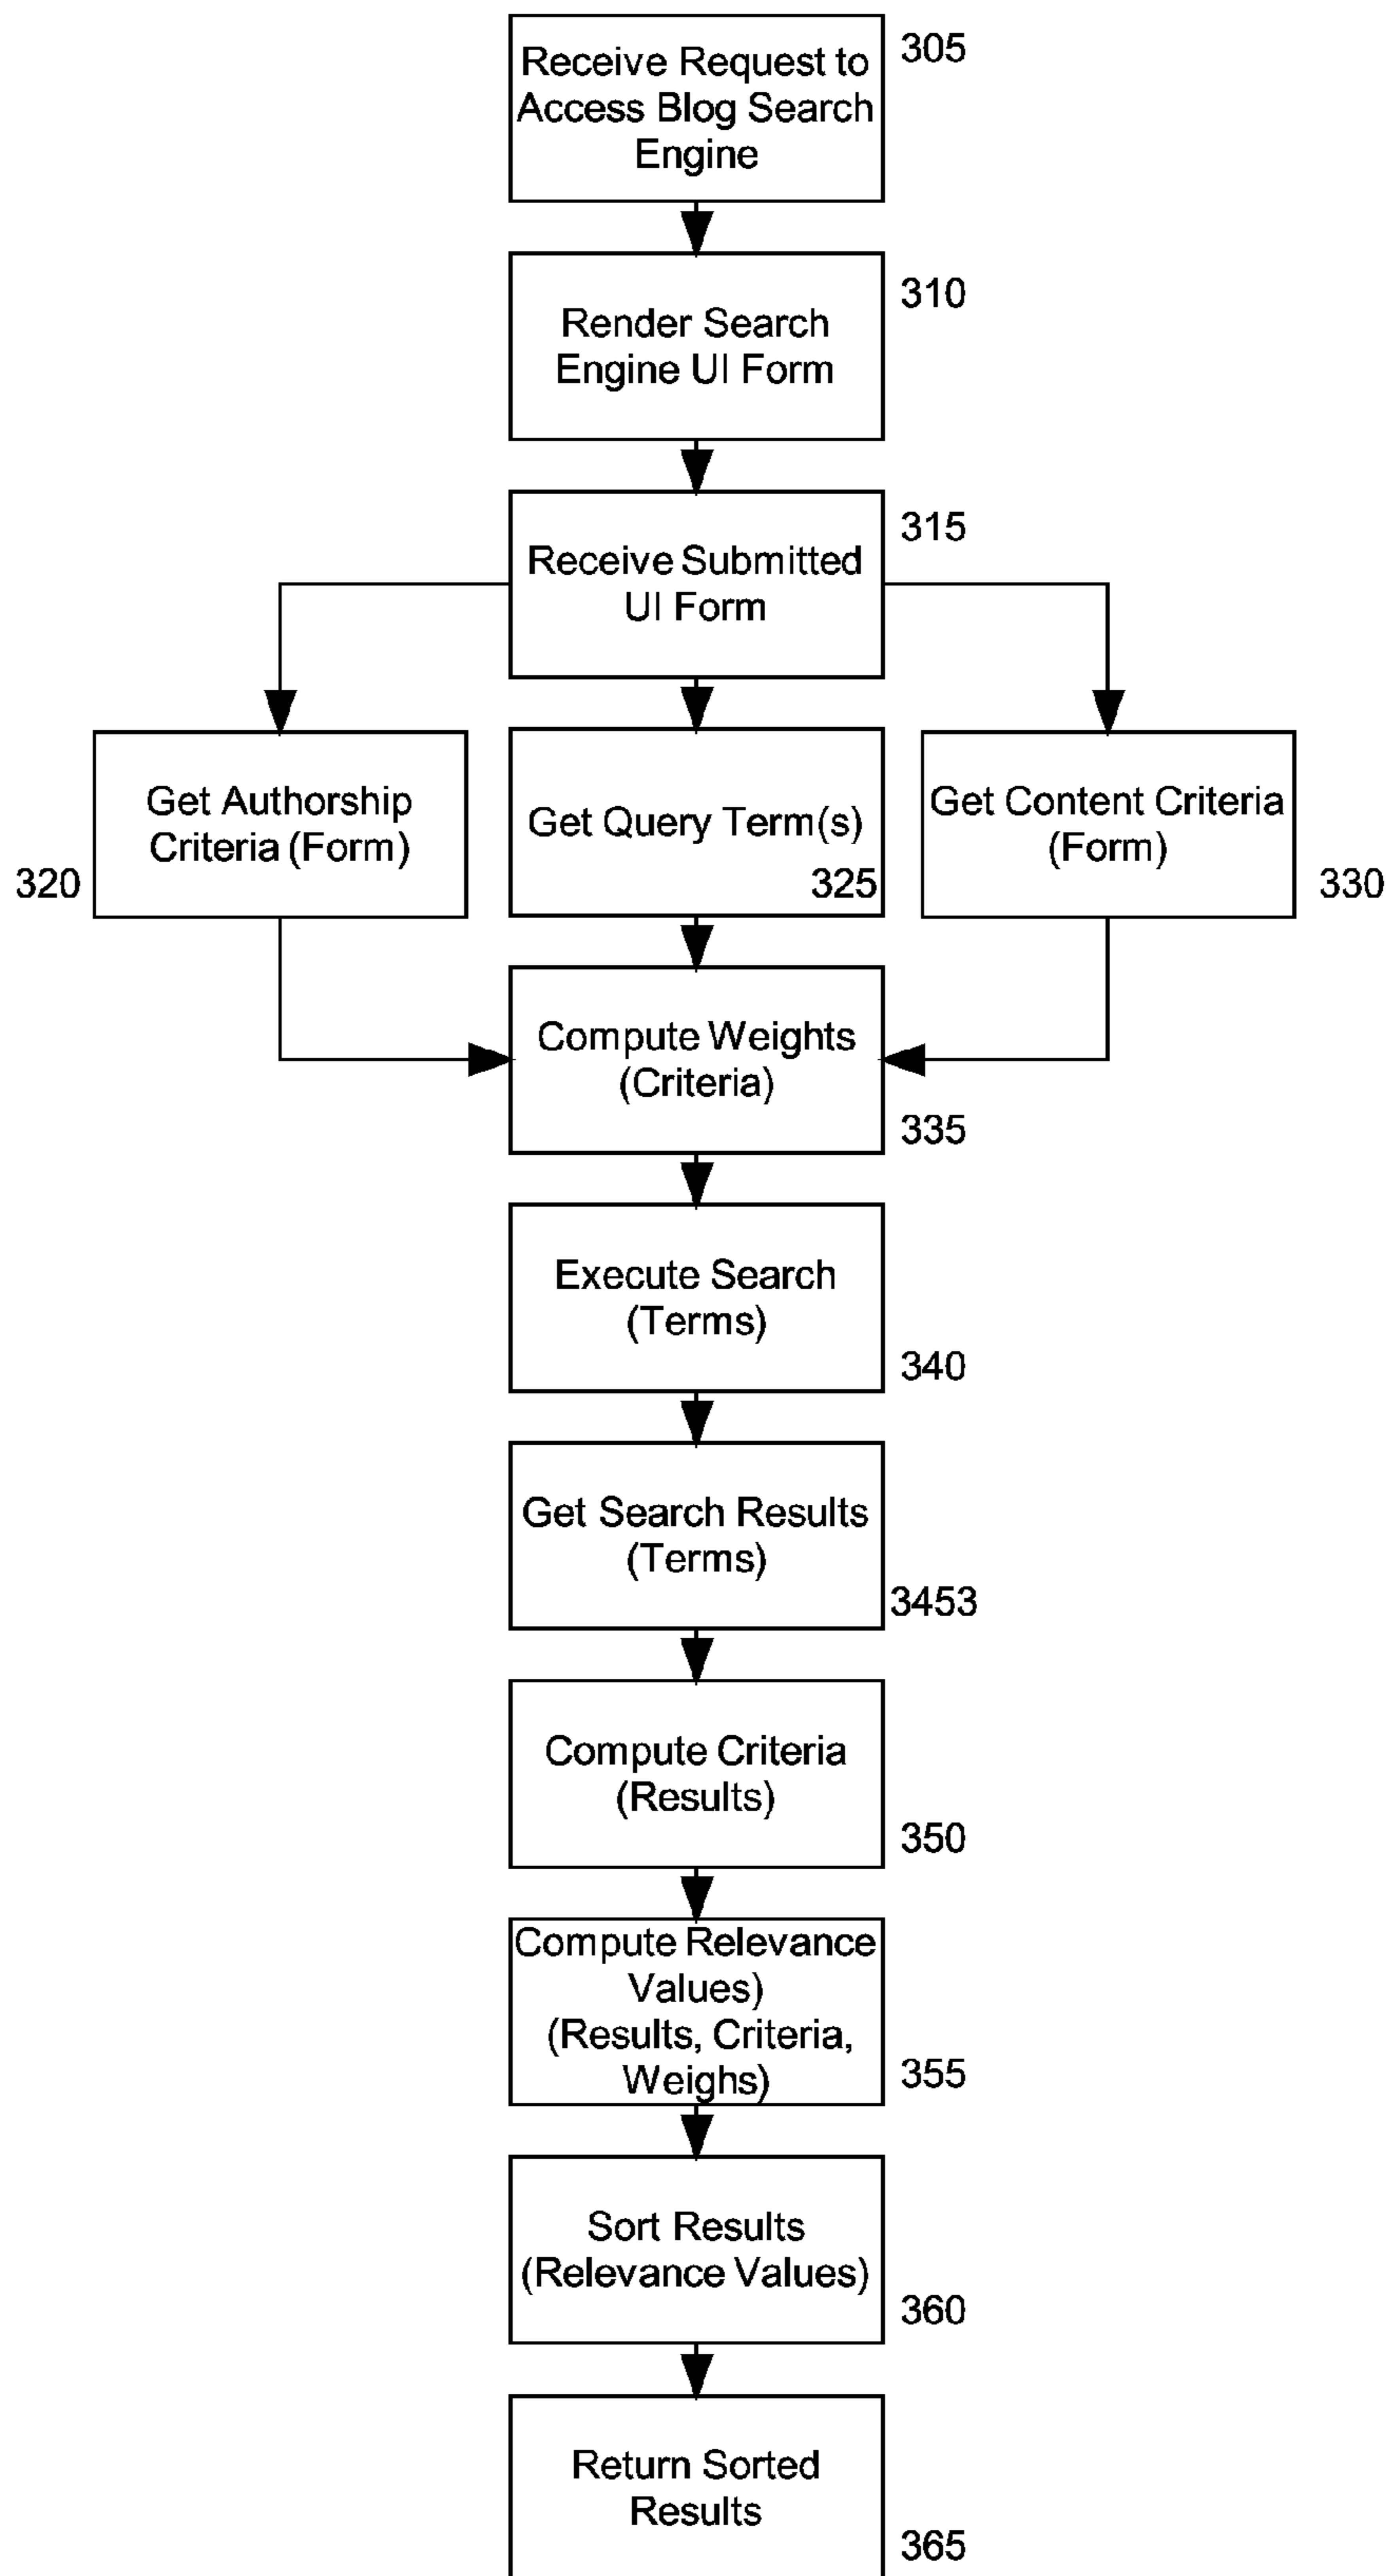 Receive Request to
Access Blog Search
Engine
305
Render Search
Engine UI Form
310
Receive Submitted
UI Form
315
Get Authorship
Criteria (Form)
320
Get Query Term(s)
325
Get Content Criteria
(Form)
330
Compute Weights
(Criteria)
335
Execute Search
(Terms)
340
Get Search Results
(Terms)
3453
Compute Criteria
(Results)
350
Compute Relevance
Values)
(Results, Criteria,
Weighs)
355
Sort Results
(Relevance Values)
360
Return Sorted
Results
365